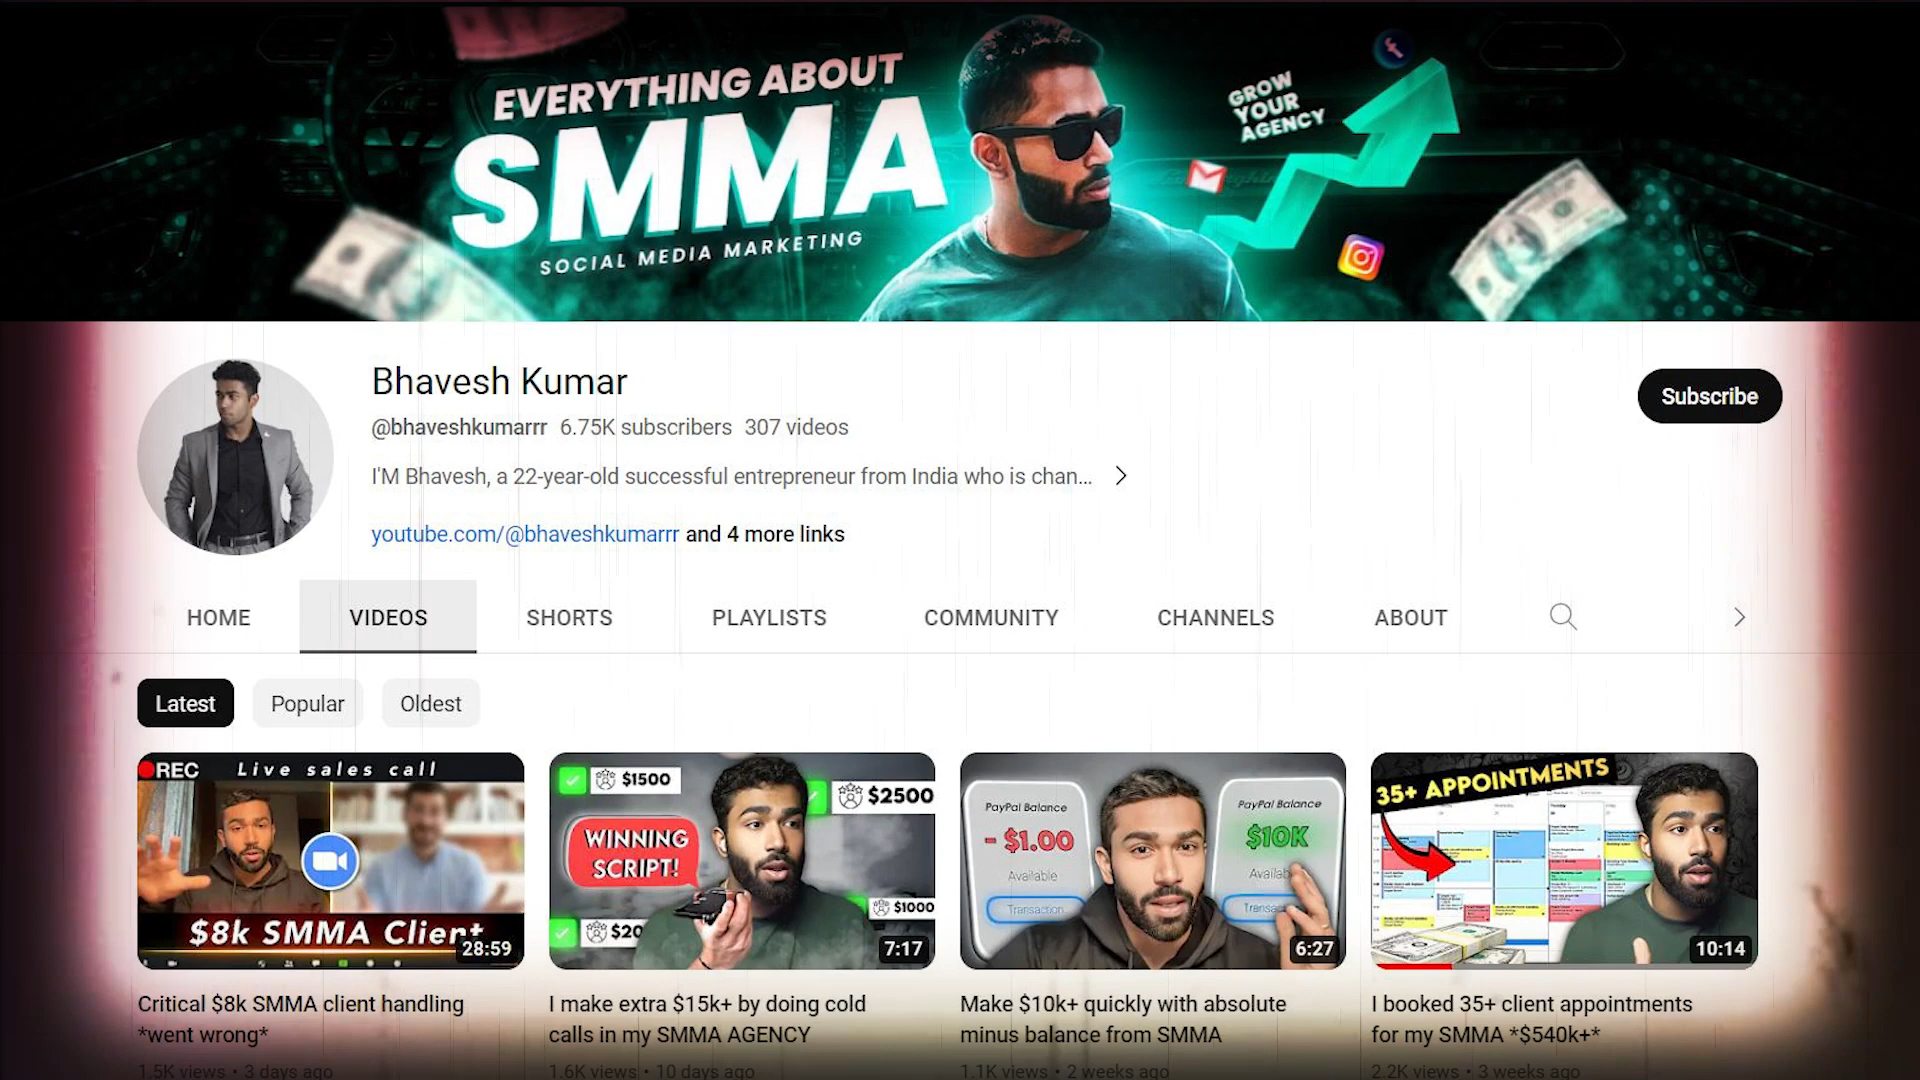 EVERYTHING ABOUT
SMMA
SOCIAL MEDIA MARKETING
GROW
YOUR
AGENCY
Bhavesh Kumar
@bhaveshkumarrr 6.75K subscribers 307 videos
I'M Bhavesh, a 22-year-old successful entrepreneur from India who is chan...
youtube.com/@bhaveshkumarrr and 4 more links
Subscribe
HOME VIDEOS SHORTS PLAYLISTS COMMUNITY CHANNELS ABOUT
Latest Popular Oldest
REC Live sales call
$8k SMMA Client
28:59
$1500
$2500
WINNING
SCRIPT!
$1000
$20
7:17
PayPal Balance
- $1.00
Available
Transaction
PayPal Balance
$10K
Availab
Transac
6:27
35+ APPOINTMENTS
10:14
Critical $8k SMMA client handling
*went wrong*
1.5K views • 3 days ago
I make extra $15k+ by doing cold
calls in my SMMA AGENCY
1.6K views • 10 days ago
Make $10k+ quickly with absolute
minus balance from SMMA
1.1K views • 2 weeks ago
I booked 35+ client appointments
for my SMMA *$540k+*
2.2K views • 3 weeks ago